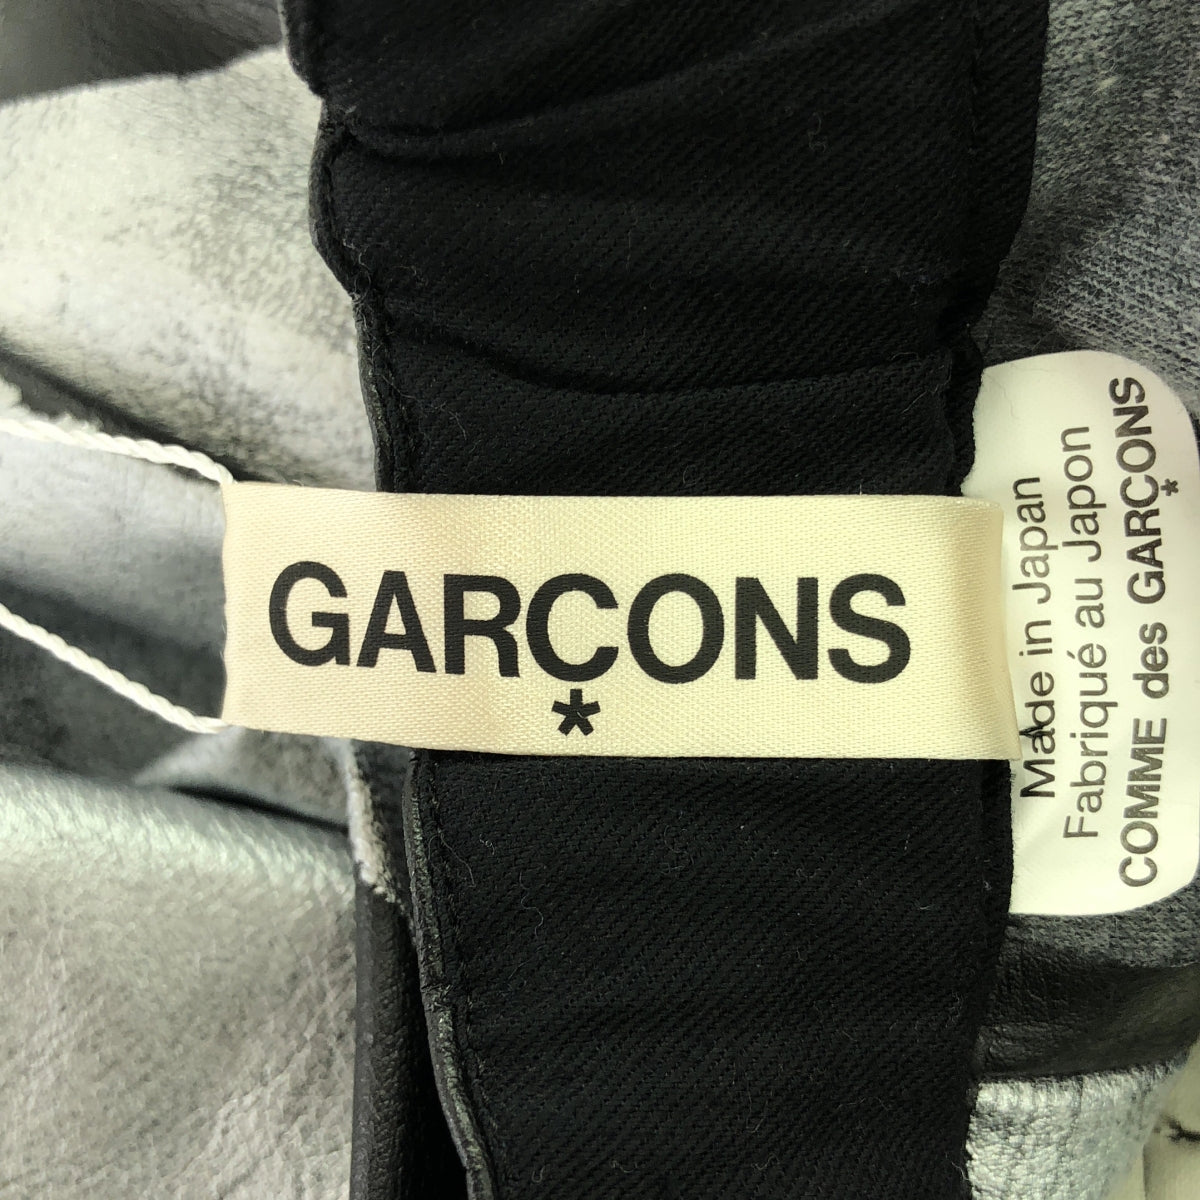 GARÇONS
*
Made in Japan
Fabriqué au Japon
COMME des GARÇONS
*